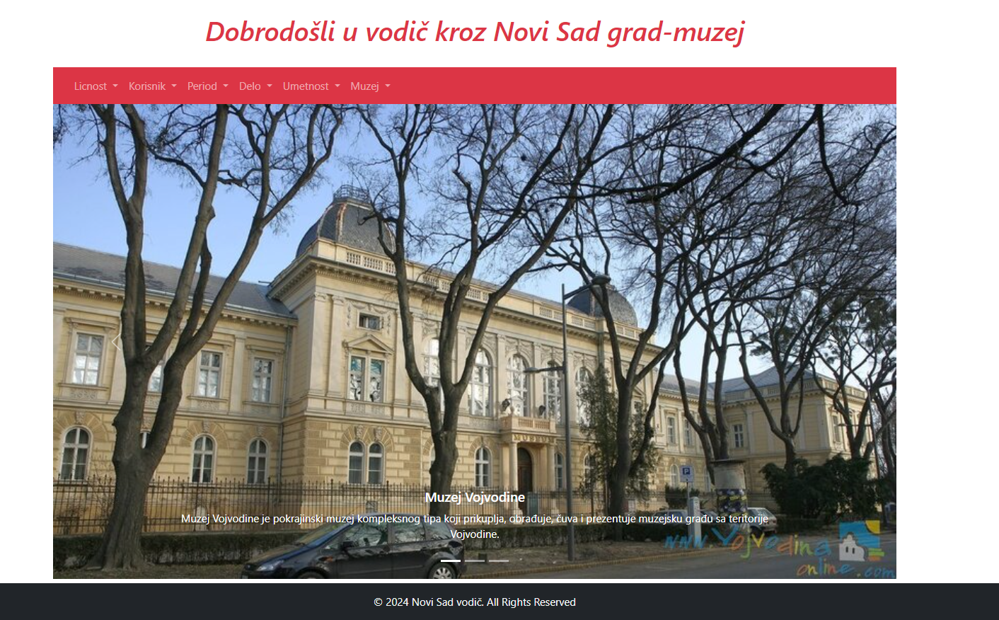 Dobrodošli u vodič kroz Novi Sad grad-muzej
Licnost Korisnik Period Delo Umetnost Muzej
MUSEUM
P
Muzej Vojvodine
Muzej Vojvodine je pokrajinski muzej kompleksnog tipa koji prikuplja, obrađuje, čuva i prezentuje muzejsku građu sa teritorije
Vojvodine.
www.Vojvodina
online.com
© 2024 Novi Sad vodič. All Rights Reserved